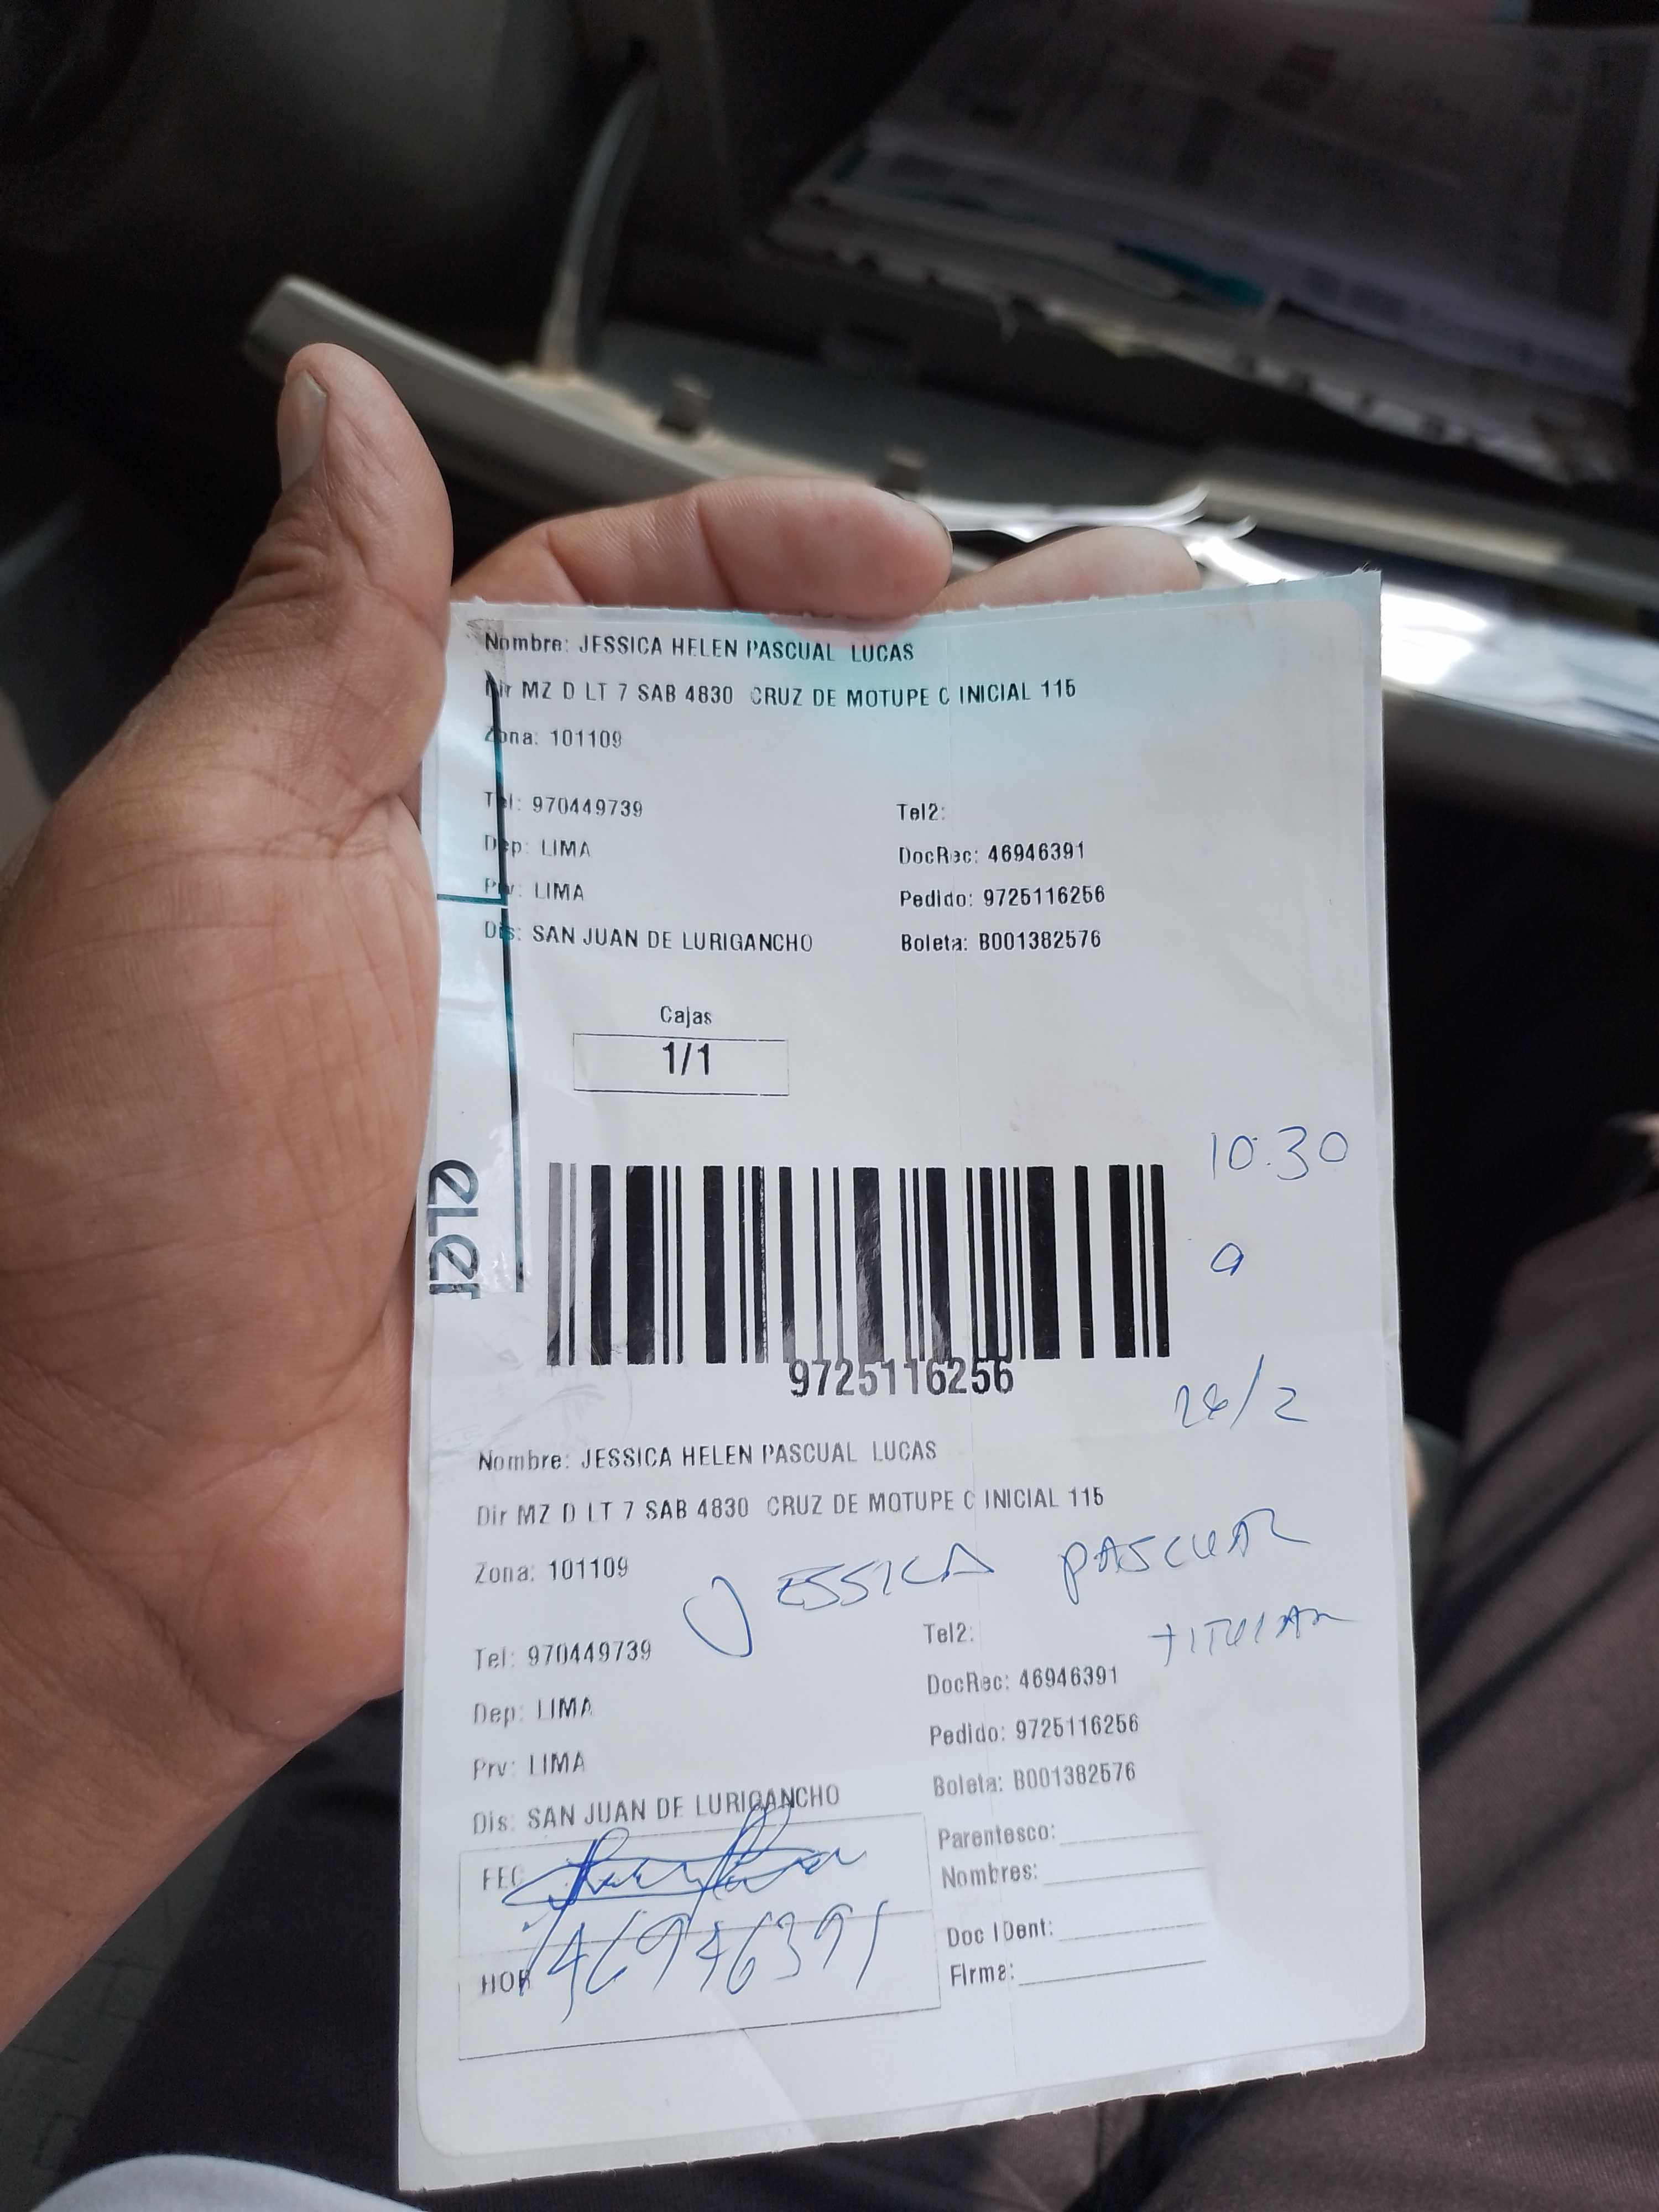 Nombre: JESSICA HELEN PASCUAL LUCAS
Dir MZ D LT 7 SAB 4830 CRUZ DE MOTUPE C INICIAL 115
Zona: 101109
Tel: 970449739 Tel2:
Dep: LIMA DocRec: 46946391
Prv: LIMA Pedido: 9725116256
Dis: SAN JUAN DE LURIGANCHO Boleta: B001382576
Cajas
1/1
10:30
a
9725116256
26/2
Nombre: JESSICA HELEN PASCUAL LUCAS
Dir MZ D LT 7 SAB 4830 CRUZ DE MOTUPE C INICIAL 115
Zona: 101109
JESSICA PASCUAL
TITULAR
Tel: 970449739 Tel2:
Dep: LIMA DocRec: 46946391
Prv: LIMA Pedido: 9725116256
Dis: SAN JUAN DE LURIGANCHO Boleta: B001382576
FEC Parentesco:
Nombres:
46946391
HOR Doc IDent:
Firma: